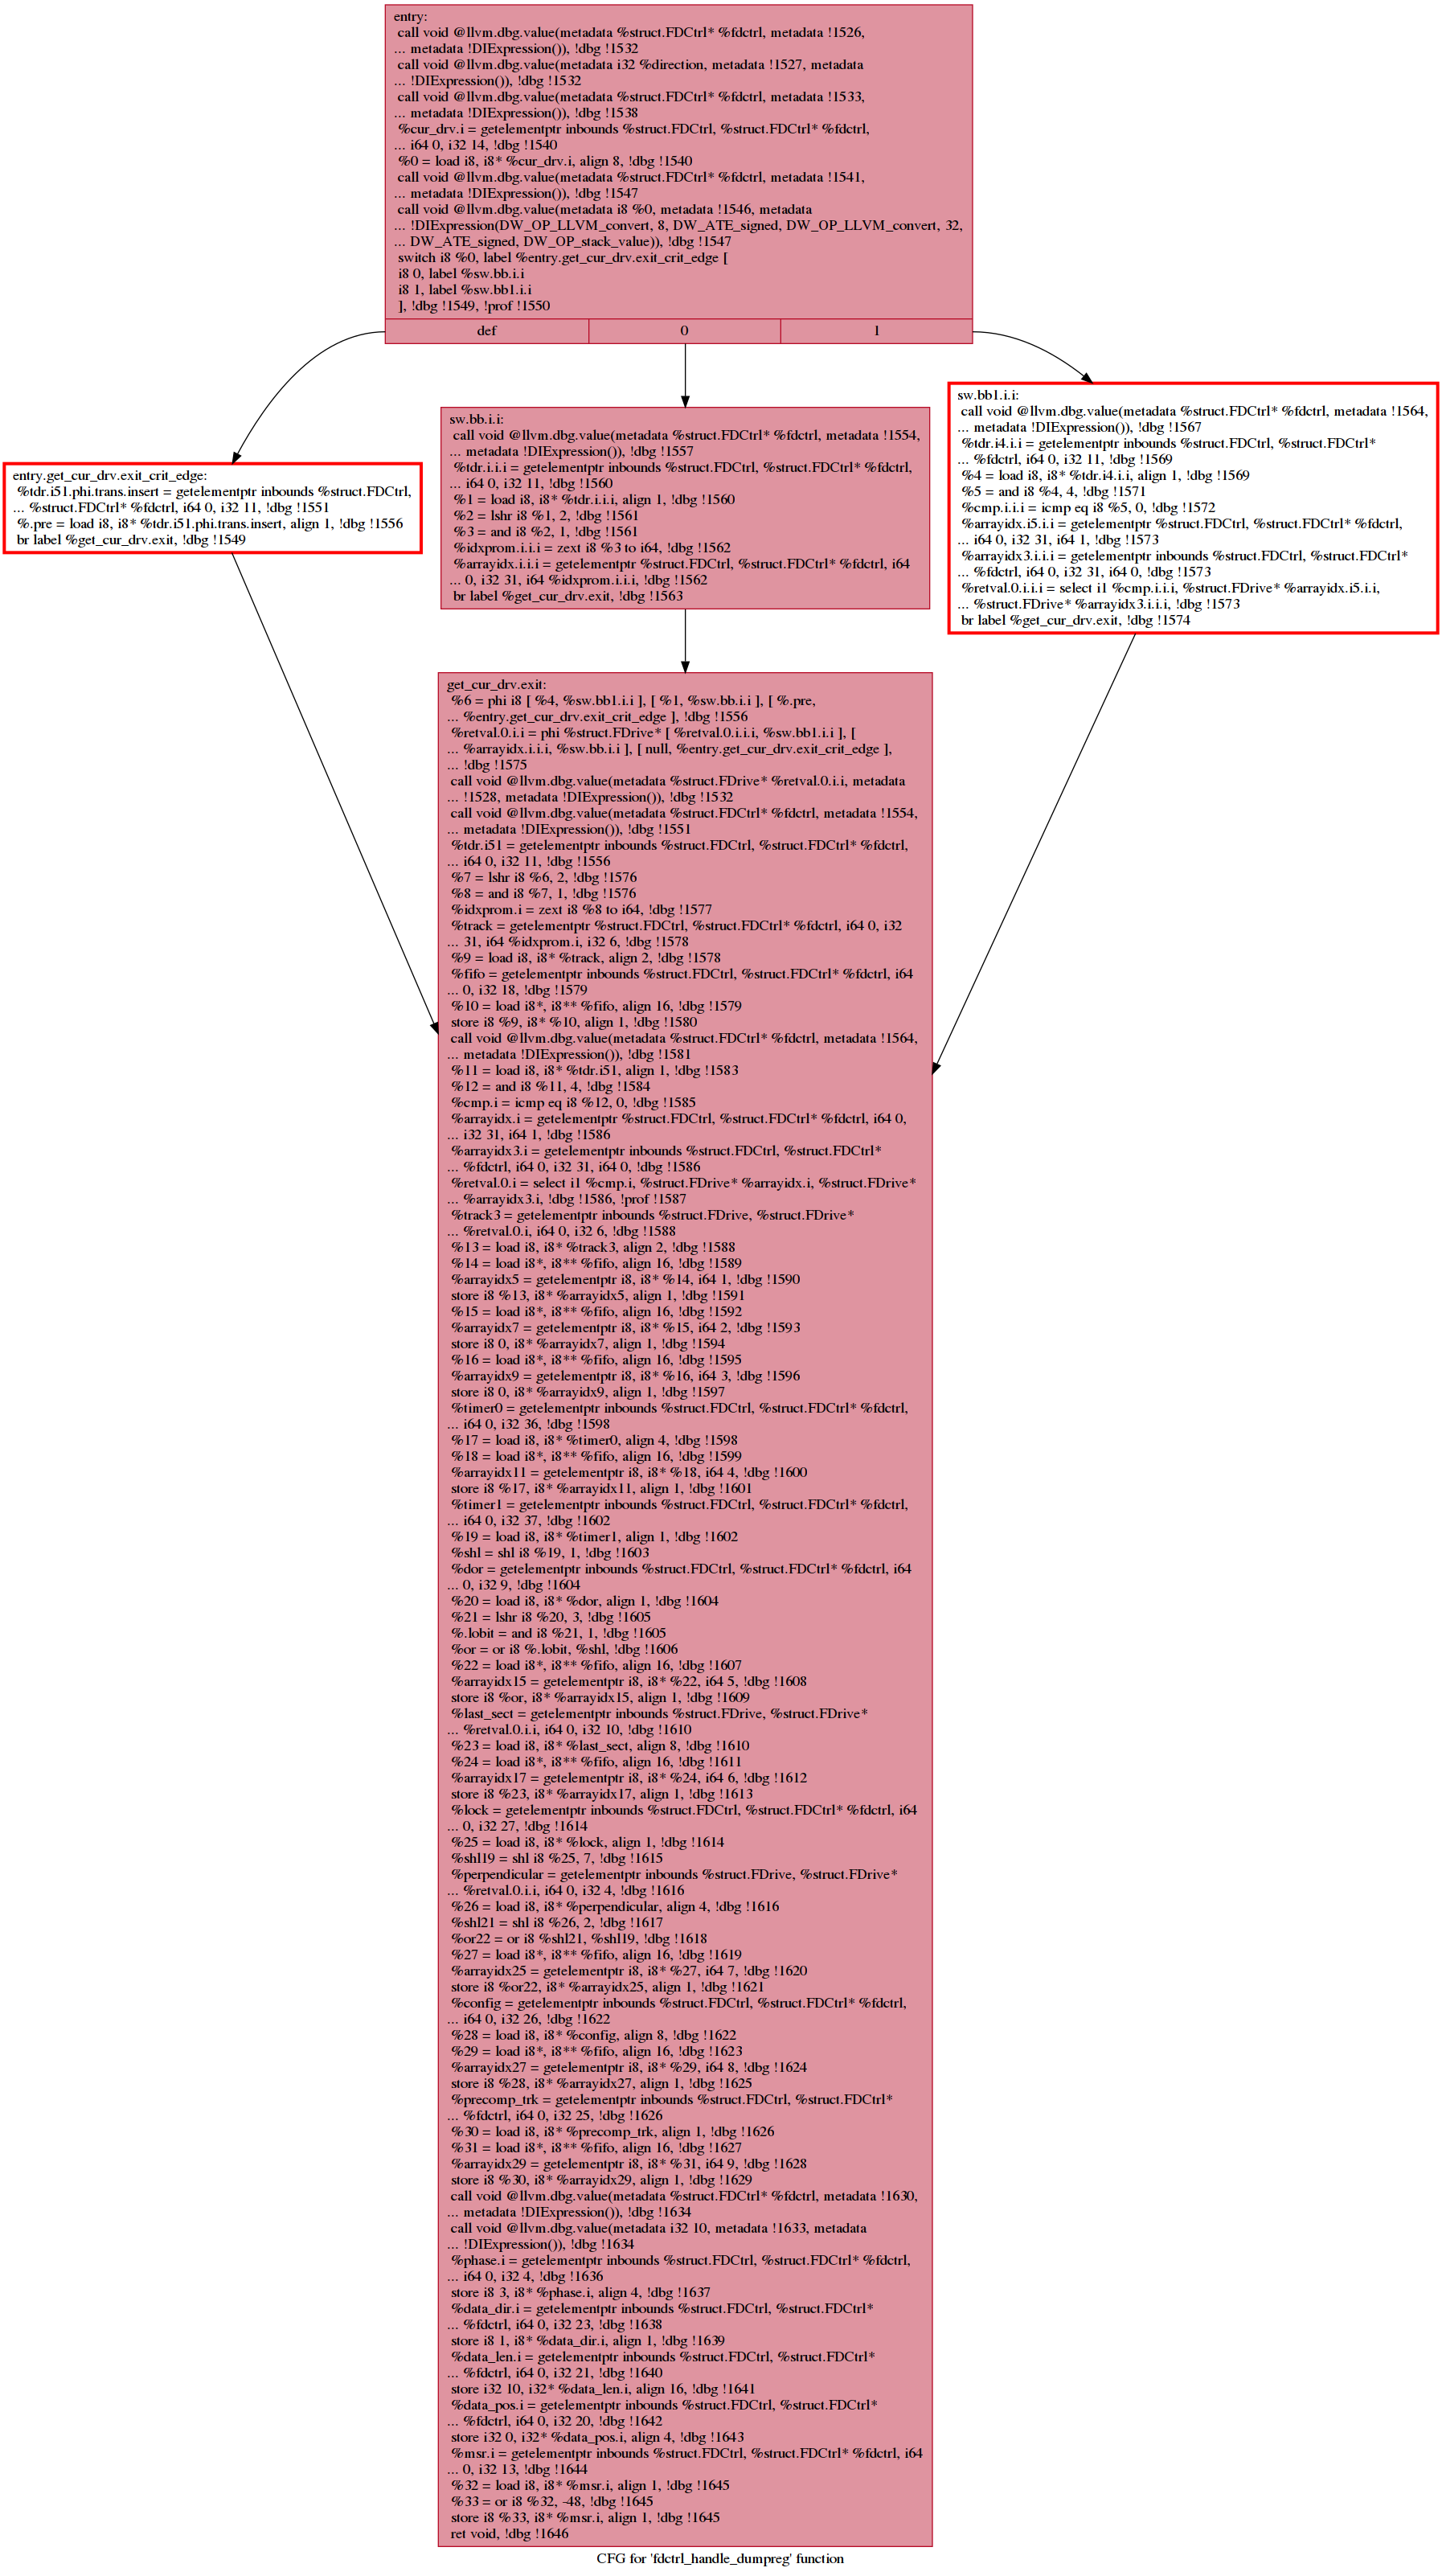 entry:
call void @llvm.dbg.value(metadata %struct.FDCtrl* %fdctrl, metadata !1526,
... metadata !DIExpression()), !dbg !1532
call void @llvm.dbg.value(metadata i32 %direction, metadata !1527, metadata
... !DIExpression()), !dbg !1532
call void @llvm.dbg.value(metadata %struct.FDCtrl* %fdctrl, metadata !1533,
... metadata !DIExpression()), !dbg !1538
%cur_drv.i = getelementptr inbounds %struct.FDCtrl, %struct.FDCtrl* %fdctrl,
... i64 0, i32 14, !dbg !1540
%0 = load i8, i8* %cur_drv.i, align 8, !dbg !1540
call void @llvm.dbg.value(metadata %struct.FDCtrl* %fdctrl, metadata !1541,
... metadata !DIExpression()), !dbg !1547
call void @llvm.dbg.value(metadata i8 %0, metadata !1546, metadata
... !DIExpression(DW_OP_LLVM_convert, 8, DW_ATE_signed, DW_OP_LLVM_convert, 32,
... DW_ATE_signed, DW_OP_stack_value)), !dbg !1547
switch i8 %0, label %entry.get_cur_drv.exit_crit_edge [
i8 0, label %sw.bb.i.i
i8 1, label %sw.bb1.i.i
], !dbg !1549, !prof !1550
def 0 1
entry.get_cur_drv.exit_crit_edge:
%tdr.i51.phi.trans.insert = getelementptr inbounds %struct.FDCtrl,
... %struct.FDCtrl* %fdctrl, i64 0, i32 11, !dbg !1551
%.pre = load i8, i8* %tdr.i51.phi.trans.insert, align 1, !dbg !1556
br label %get_cur_drv.exit, !dbg !1549
sw.bb.i.i:
call void @llvm.dbg.value(metadata %struct.FDCtrl* %fdctrl, metadata !1554,
... metadata !DIExpression()), !dbg !1557
%tdr.i.i.i = getelementptr inbounds %struct.FDCtrl, %struct.FDCtrl* %fdctrl,
... i64 0, i32 11, !dbg !1560
%1 = load i8, i8* %tdr.i.i.i, align 1, !dbg !1560
%2 = lshr i8 %1, 2, !dbg !1561
%3 = and i8 %2, 1, !dbg !1561
%idxprom.i.i.i = zext i8 %3 to i64, !dbg !1562
%arrayidx.i.i.i = getelementptr %struct.FDCtrl, %struct.FDCtrl* %fdctrl, i64
... 0, i32 31, i64 %idxprom.i.i.i, !dbg !1562
br label %get_cur_drv.exit, !dbg !1563
sw.bb1.i.i:
call void @llvm.dbg.value(metadata %struct.FDCtrl* %fdctrl, metadata !1564,
... metadata !DIExpression()), !dbg !1567
%tdr.i4.i.i = getelementptr inbounds %struct.FDCtrl, %struct.FDCtrl*
... %fdctrl, i64 0, i32 11, !dbg !1569
%4 = load i8, i8* %tdr.i4.i.i, align 1, !dbg !1569
%5 = and i8 %4, 4, !dbg !1571
%cmp.i.i.i = icmp eq i8 %5, 0, !dbg !1572
%arrayidx.i5.i.i = getelementptr %struct.FDCtrl, %struct.FDCtrl* %fdctrl,
... i64 0, i32 31, i64 1, !dbg !1573
%arrayidx3.i.i.i = getelementptr inbounds %struct.FDCtrl, %struct.FDCtrl*
... %fdctrl, i64 0, i32 31, i64 0, !dbg !1573
%retval.0.i.i.i = select i1 %cmp.i.i.i, %struct.FDrive* %arrayidx.i5.i.i,
... %struct.FDrive* %arrayidx3.i.i.i, !dbg !1573
br label %get_cur_drv.exit, !dbg !1574
get_cur_drv.exit:
%6 = phi i8 [ %4, %sw.bb1.i.i ], [ %1, %sw.bb.i.i ], [ %.pre,
... %entry.get_cur_drv.exit_crit_edge ], !dbg !1556
%retval.0.i.i = phi %struct.FDrive* [ %retval.0.i.i.i, %sw.bb1.i.i ], [
... %arrayidx.i.i.i, %sw.bb.i.i ], [ null, %entry.get_cur_drv.exit_crit_edge ],
... !dbg !1575
call void @llvm.dbg.value(metadata %struct.FDrive* %retval.0.i.i, metadata
... !1528, metadata !DIExpression()), !dbg !1532
call void @llvm.dbg.value(metadata %struct.FDCtrl* %fdctrl, metadata !1554,
... metadata !DIExpression()), !dbg !1551
%tdr.i51 = getelementptr inbounds %struct.FDCtrl, %struct.FDCtrl* %fdctrl,
... i64 0, i32 11, !dbg !1556
%7 = lshr i8 %6, 2, !dbg !1576
%8 = and i8 %7, 1, !dbg !1576
%idxprom.i = zext i8 %8 to i64, !dbg !1577
%track = getelementptr %struct.FDCtrl, %struct.FDCtrl* %fdctrl, i64 0, i32
... 31, i64 %idxprom.i, i32 6, !dbg !1578
%9 = load i8, i8* %track, align 2, !dbg !1578
%fifo = getelementptr inbounds %struct.FDCtrl, %struct.FDCtrl* %fdctrl, i64
... 0, i32 18, !dbg !1579
%10 = load i8*, i8** %fifo, align 16, !dbg !1579
store i8 %9, i8* %10, align 1, !dbg !1580
call void @llvm.dbg.value(metadata %struct.FDCtrl* %fdctrl, metadata !1564,
... metadata !DIExpression()), !dbg !1581
%11 = load i8, i8* %tdr.i51, align 1, !dbg !1583
%12 = and i8 %11, 4, !dbg !1584
%cmp.i = icmp eq i8 %12, 0, !dbg !1585
%arrayidx.i = getelementptr %struct.FDCtrl, %struct.FDCtrl* %fdctrl, i64 0,
... i32 31, i64 1, !dbg !1586
%arrayidx3.i = getelementptr inbounds %struct.FDCtrl, %struct.FDCtrl*
... %fdctrl, i64 0, i32 31, i64 0, !dbg !1586
%retval.0.i = select i1 %cmp.i, %struct.FDrive* %arrayidx.i, %struct.FDrive*
... %arrayidx3.i, !dbg !1586, !prof !1587
%track3 = getelementptr inbounds %struct.FDrive, %struct.FDrive*
... %retval.0.i, i64 0, i32 6, !dbg !1588
%13 = load i8, i8* %track3, align 2, !dbg !1588
%14 = load i8*, i8** %fifo, align 16, !dbg !1589
%arrayidx5 = getelementptr i8, i8* %14, i64 1, !dbg !1590
store i8 %13, i8* %arrayidx5, align 1, !dbg !1591
%15 = load i8*, i8** %fifo, align 16, !dbg !1592
%arrayidx7 = getelementptr i8, i8* %15, i64 2, !dbg !1593
store i8 0, i8* %arrayidx7, align 1, !dbg !1594
%16 = load i8*, i8** %fifo, align 16, !dbg !1595
%arrayidx9 = getelementptr i8, i8* %16, i64 3, !dbg !1596
store i8 0, i8* %arrayidx9, align 1, !dbg !1597
%timer0 = getelementptr inbounds %struct.FDCtrl, %struct.FDCtrl* %fdctrl,
... i64 0, i32 36, !dbg !1598
%17 = load i8, i8* %timer0, align 4, !dbg !1598
%18 = load i8*, i8** %fifo, align 16, !dbg !1599
%arrayidx11 = getelementptr i8, i8* %18, i64 4, !dbg !1600
store i8 %17, i8* %arrayidx11, align 1, !dbg !1601
%timer1 = getelementptr inbounds %struct.FDCtrl, %struct.FDCtrl* %fdctrl,
... i64 0, i32 37, !dbg !1602
%19 = load i8, i8* %timer1, align 1, !dbg !1602
%shl = shl i8 %19, 1, !dbg !1603
%dor = getelementptr inbounds %struct.FDCtrl, %struct.FDCtrl* %fdctrl, i64
... 0, i32 9, !dbg !1604
%20 = load i8, i8* %dor, align 1, !dbg !1604
%21 = lshr i8 %20, 3, !dbg !1605
%.lobit = and i8 %21, 1, !dbg !1605
%or = or i8 %.lobit, %shl, !dbg !1606
%22 = load i8*, i8** %fifo, align 16, !dbg !1607
%arrayidx15 = getelementptr i8, i8* %22, i64 5, !dbg !1608
store i8 %or, i8* %arrayidx15, align 1, !dbg !1609
%last_sect = getelementptr inbounds %struct.FDrive, %struct.FDrive*
... %retval.0.i.i, i64 0, i32 10, !dbg !1610
%23 = load i8, i8* %last_sect, align 8, !dbg !1610
%24 = load i8*, i8** %fifo, align 16, !dbg !1611
%arrayidx17 = getelementptr i8, i8* %24, i64 6, !dbg !1612
store i8 %23, i8* %arrayidx17, align 1, !dbg !1613
%lock = getelementptr inbounds %struct.FDCtrl, %struct.FDCtrl* %fdctrl, i64
... 0, i32 27, !dbg !1614
%25 = load i8, i8* %lock, align 1, !dbg !1614
%shl19 = shl i8 %25, 7, !dbg !1615
%perpendicular = getelementptr inbounds %struct.FDrive, %struct.FDrive*
... %retval.0.i.i, i64 0, i32 4, !dbg !1616
%26 = load i8, i8* %perpendicular, align 4, !dbg !1616
%shl21 = shl i8 %26, 2, !dbg !1617
%or22 = or i8 %shl21, %shl19, !dbg !1618
%27 = load i8*, i8** %fifo, align 16, !dbg !1619
%arrayidx25 = getelementptr i8, i8* %27, i64 7, !dbg !1620
store i8 %or22, i8* %arrayidx25, align 1, !dbg !1621
%config = getelementptr inbounds %struct.FDCtrl, %struct.FDCtrl* %fdctrl,
... i64 0, i32 26, !dbg !1622
%28 = load i8, i8* %config, align 8, !dbg !1622
%29 = load i8*, i8** %fifo, align 16, !dbg !1623
%arrayidx27 = getelementptr i8, i8* %29, i64 8, !dbg !1624
store i8 %28, i8* %arrayidx27, align 1, !dbg !1625
%precomp_trk = getelementptr inbounds %struct.FDCtrl, %struct.FDCtrl*
... %fdctrl, i64 0, i32 25, !dbg !1626
%30 = load i8, i8* %precomp_trk, align 1, !dbg !1626
%31 = load i8*, i8** %fifo, align 16, !dbg !1627
%arrayidx29 = getelementptr i8, i8* %31, i64 9, !dbg !1628
store i8 %30, i8* %arrayidx29, align 1, !dbg !1629
call void @llvm.dbg.value(metadata %struct.FDCtrl* %fdctrl, metadata !1630,
... metadata !DIExpression()), !dbg !1634
call void @llvm.dbg.value(metadata i32 10, metadata !1633, metadata
... !DIExpression()), !dbg !1634
%phase.i = getelementptr inbounds %struct.FDCtrl, %struct.FDCtrl* %fdctrl,
... i64 0, i32 4, !dbg !1636
store i8 3, i8* %phase.i, align 4, !dbg !1637
%data_dir.i = getelementptr inbounds %struct.FDCtrl, %struct.FDCtrl*
... %fdctrl, i64 0, i32 23, !dbg !1638
store i8 1, i8* %data_dir.i, align 1, !dbg !1639
%data_len.i = getelementptr inbounds %struct.FDCtrl, %struct.FDCtrl*
... %fdctrl, i64 0, i32 21, !dbg !1640
store i32 10, i32* %data_len.i, align 16, !dbg !1641
%data_pos.i = getelementptr inbounds %struct.FDCtrl, %struct.FDCtrl*
... %fdctrl, i64 0, i32 20, !dbg !1642
store i32 0, i32* %data_pos.i, align 4, !dbg !1643
%msr.i = getelementptr inbounds %struct.FDCtrl, %struct.FDCtrl* %fdctrl, i64
... 0, i32 13, !dbg !1644
%32 = load i8, i8* %msr.i, align 1, !dbg !1645
%33 = or i8 %32, -48, !dbg !1645
store i8 %33, i8* %msr.i, align 1, !dbg !1645
ret void, !dbg !1646
CFG for 'fdctrl_handle_dumpreg' function